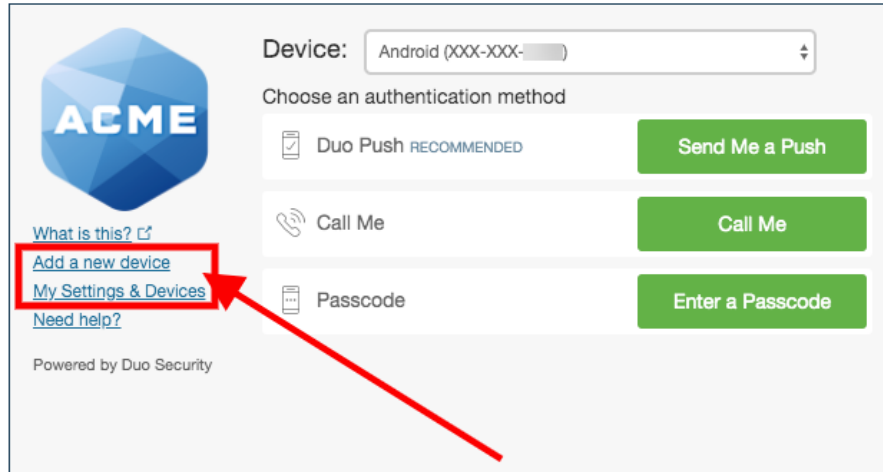 ACME
What is this?
Add a new device
My Settings & Devices
Need help?
Powered by Duo Security
Device: Android (XXX-XXX- )
Choose an authentication method
Duo Push RECOMMENDED Send Me a Push
Call Me Call Me
Passcode Enter a Passcode